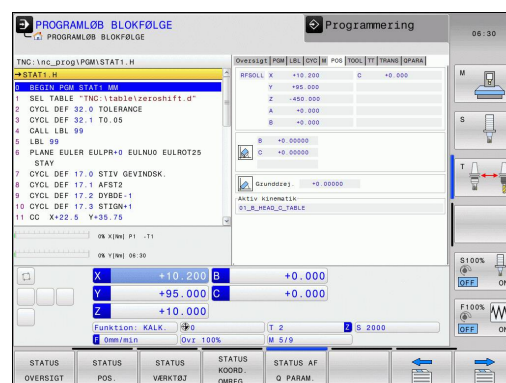 PROGRAMLØB BLOKFØLGE
PROGRAMLØB BLOKFØLGE
Programmering
06:30
TNC:\nc_prog\PGM\STAT1.H
→STAT1.H
0 BEGIN PGM STAT1 MM
1 SEL TABLE "TNC:\table\zeroshift.d"
2 CYCL DEF 32.0 TOLERANCE
3 CYCL DEF 32.1 T0.05
4 CALL LBL 99
5 LBL 99
6 PLANE EULER EULPR+0 EULNU0 EULROT25
STAY
7 CYCL DEF 17.0 STIV GEVINDSK.
8 CYCL DEF 17.1 AFST2
9 CYCL DEF 17.2 DYBDE-1
10 CYCL DEF 17.3 STIGN+1
11 CC X+22.5 Y+35.75
0% X[Nm] P1 -T1
0% Y[Nm] 06:30
Oversigt PGM LBL CYC M POS TOOL TT TRANS QPARA
RFSOLL X +10.200 C +0.000
Y +95.000
Z -450.000
A +0.000
B +0.000
B +0.00000
C +0.00000
Grunddrej. +0.00000
Aktiv kinematik
01_B_HEAD_C_TABLE
X +10.200 B +0.000
Y +95.000 C +0.000
Z +10.000
Funktion: KALK. 0 T 2 Z S 2000
F 0mm/min Ovr 100% M 5/9
M
S
T
S100%
OFF ON
F100%
OFF ON
STATUS OVERSIGT
STATUS POS.
STATUS VÆRKTØJ
STATUS KOORD. OMREG.
STATUS AF Q PARAM.